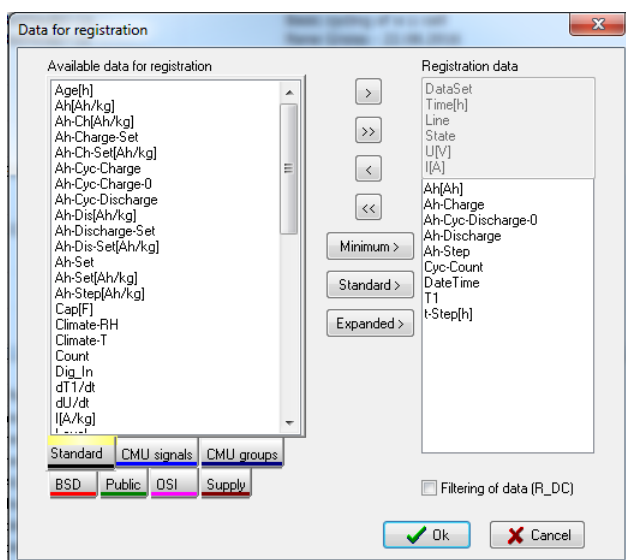 Data for registration
Available data for registration
Age[h]
Ah[Ah/kg]
Ah-Ch[Ah/kg]
Ah-Charge-Set
Ah-Ch-Set[Ah/kg]
Ah-Cyc-Charge
Ah-Cyc-Charge-0
Ah-Cyc-Discharge
Ah-Dis[Ah/kg]
Ah-Discharge-Set
Ah-Dis-Set[Ah/kg]
Ah-Set
Ah-Set[Ah/kg]
Ah-Step[Ah/kg]
Cap[F]
Climate-RH
Climate-T
Count
Dig_In
dT1/dt
dU/dt
I[A/kg]
Standard
CMU signals
CMU groups
BSD
Public
OSI
Supply
>
>>
<
<<
Minimum >
Standard >
Expanded >
Registration data
DataSet
Time[h]
Line
State
U[V]
I[A]
Ah[Ah]
Ah-Charge
Ah-Cyc-Discharge-0
Ah-Discharge
Ah-Step
Cyc-Count
DateTime
T1
t-Step[h]
Filtering of data (R_DC)
Ok
Cancel